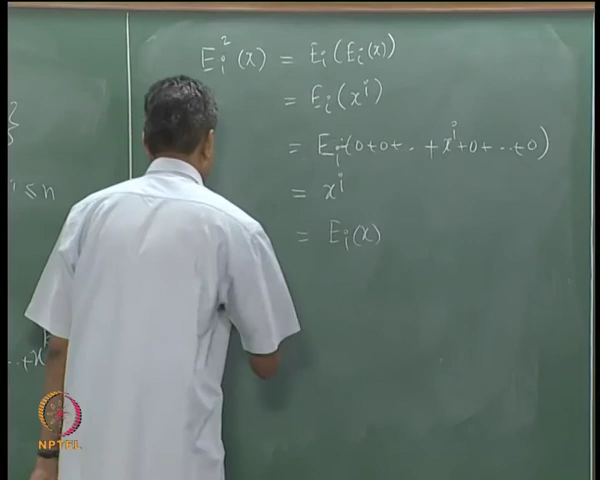 E_i^2(x) = E_i(E_i(x))
= E_i(x^i)
= E_i(0+0+..+x^i+0+..+0)
= x^i
= E_i(x)
}
≤ n
..+x
NPTEL